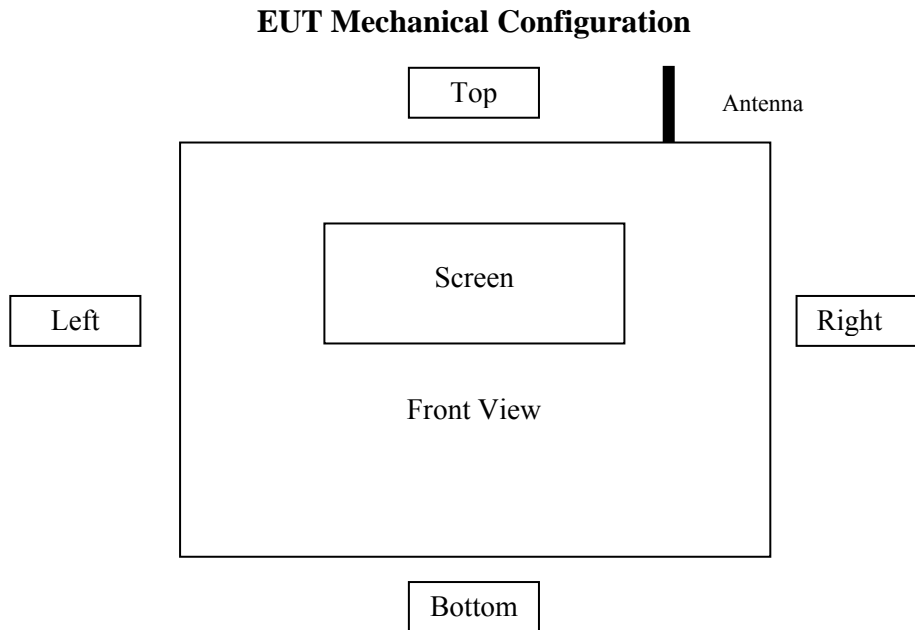 EUT Mechanical Configuration
Top
Antenna
Screen
Left
Right
Front View
Bottom